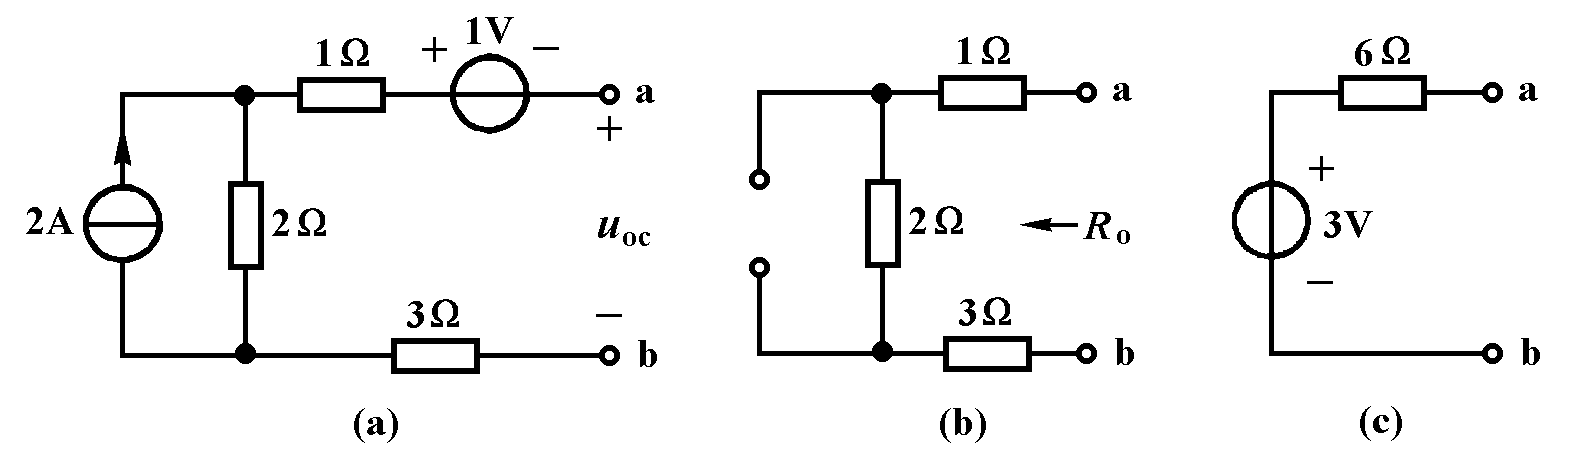 1Ω + 1V − a
+
2A 2Ω u_oc
3Ω − b
(a)
1Ω a
2Ω R_o
3Ω b
(b)
6Ω a
+
3V
−
b
(c)